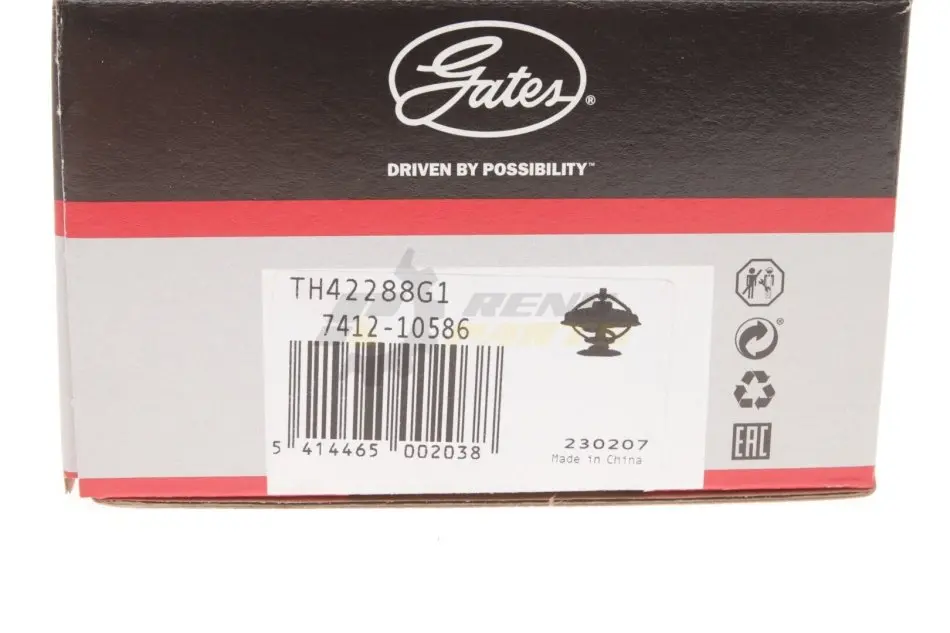 Gates®
DRIVEN BY POSSIBILITY™
TH42288G1
7412-10586
5 414465 002038
230207
Made in China
EAC